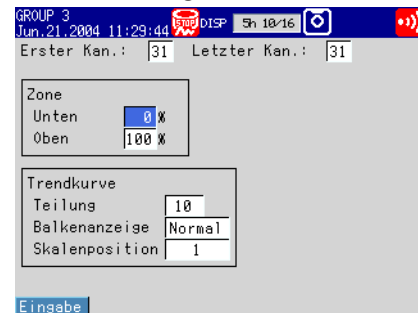 GROUP 3
Jun.21.2004 11:29:44 STOP DISP 5h 10/16
Erster Kan.: 31 Letzter Kan.: 31
Zone
Unten 0 %
Oben 100 %
Trendkurve
Teilung 10
Balkenanzeige Normal
Skalenposition 1
Eingabe